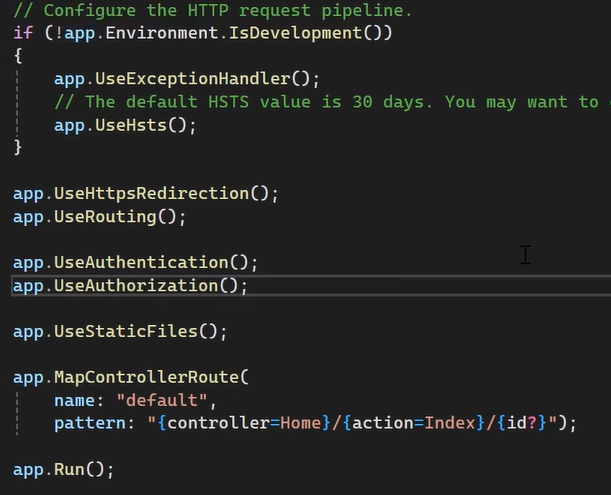 // Configure the HTTP request pipeline.
if (!app.Environment.IsDevelopment())
{
    app.UseExceptionHandler();
    // The default HSTS value is 30 days. You may want to
    app.UseHsts();
}
app.UseHttpsRedirection();
app.UseRouting();
app.UseAuthentication();
app.UseAuthorization();
app.UseStaticFiles();
app.MapControllerRoute(
    name: "default",
    pattern: "{controller=Home}/{action=Index}/{id?}");
app.Run();